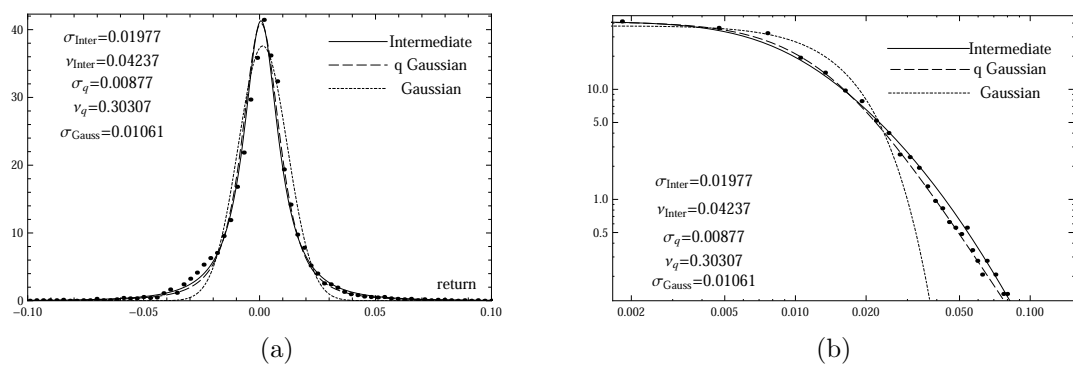 40
30
20
10
0
σInter=0.01977
νInter=0.04237
σq=0.00877
νq=0.30307
σGauss=0.01061
Intermediate
q Gaussian
Gaussian
return
−0.10 −0.05 0.00 0.05 0.10
(a)
10.0
5.0
1.0
0.5
Intermediate
q Gaussian
Gaussian
σInter=0.01977
νInter=0.04237
σq=0.00877
νq=0.30307
σGauss=0.01061
0.002 0.005 0.010 0.020 0.050 0.100
(b)